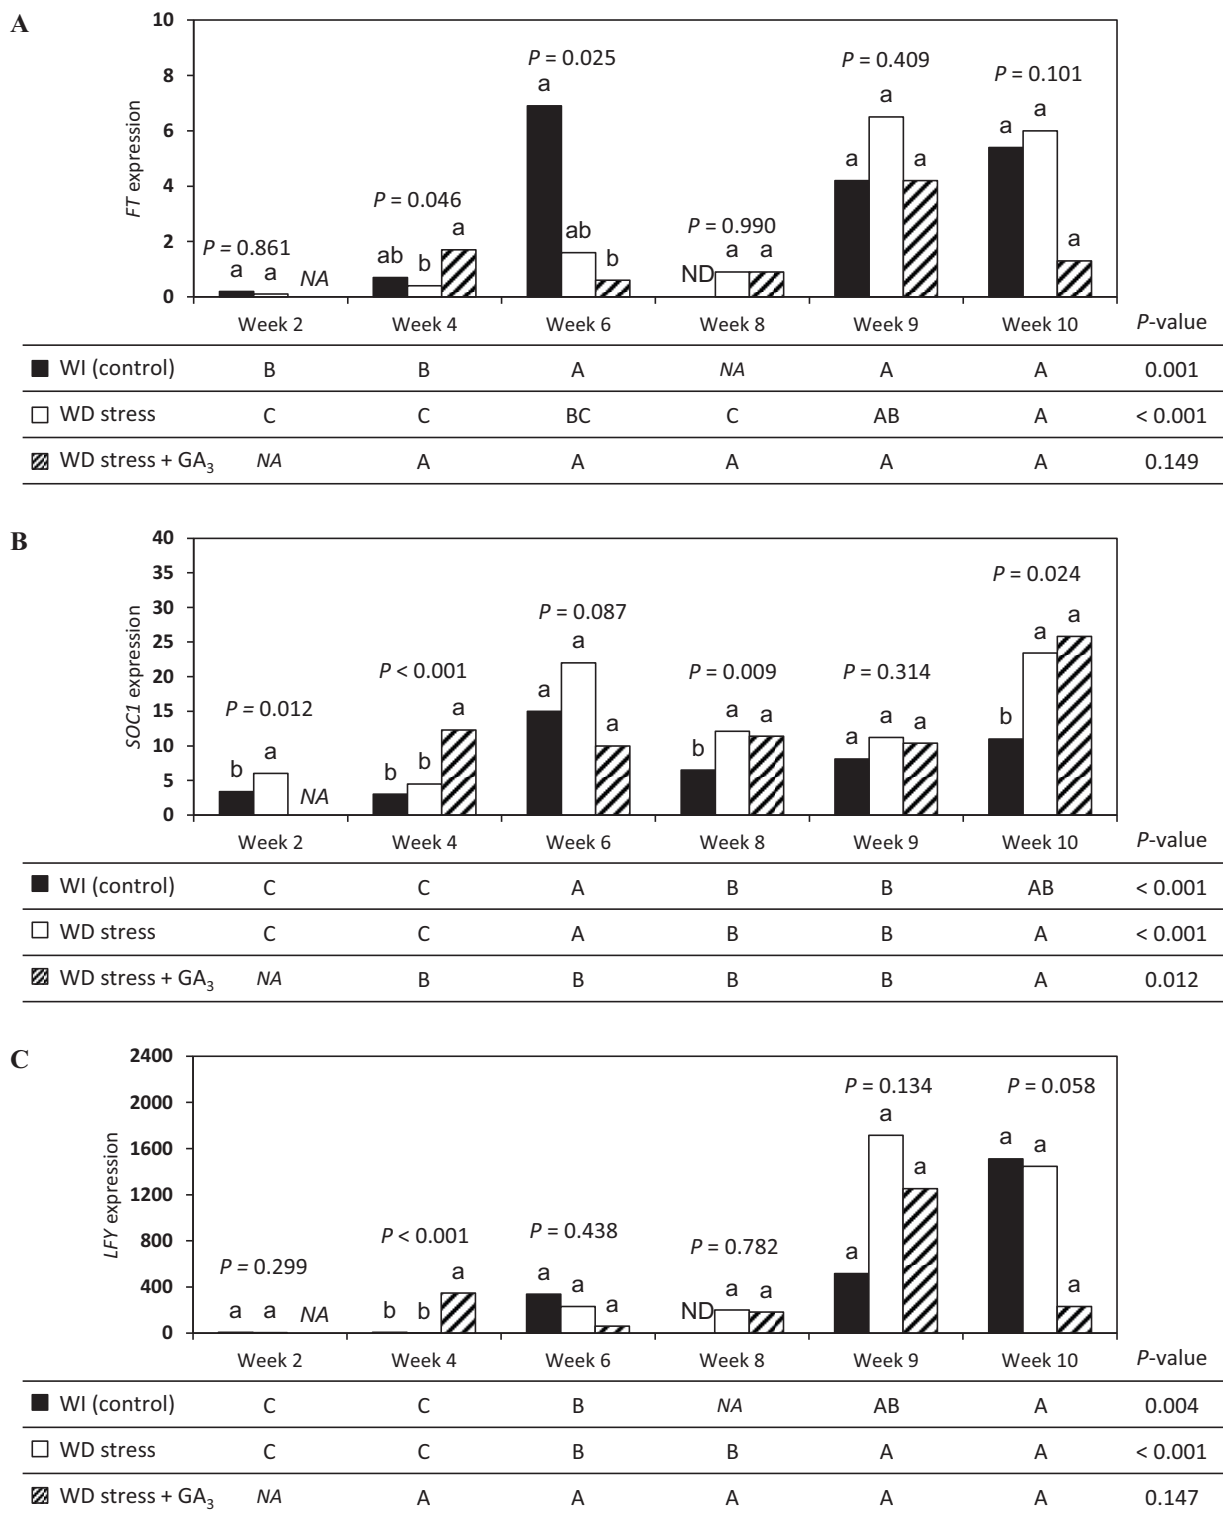 A
10
8
6
4
2
0
FT expression
P = 0.861
a a NA
P = 0.046
ab b a
P = 0.025
a ab b
P = 0.990
ND a a
P = 0.409
a a a
P = 0.101
a a a
Week 2 Week 4 Week 6 Week 8 Week 9 Week 10 P-value
WI (control) B B A NA A A 0.001
WD stress C C BC C AB A < 0.001
WD stress + GA3 NA A A A A A 0.149
B
40
35
30
25
20
15
10
5
0
SOC1 expression
P = 0.012
b a NA
P < 0.001
b b a
P = 0.087
a a a
P = 0.009
b a a
P = 0.314
a a a
P = 0.024
b a a
Week 2 Week 4 Week 6 Week 8 Week 9 Week 10 P-value
WI (control) C C A B B AB < 0.001
WD stress C C A B B A < 0.001
WD stress + GA3 NA B B B B A 0.012
C
2400
2000
1600
1200
800
400
0
LFY expression
P = 0.299
a a NA
P < 0.001
b b a
P = 0.438
a a a
P = 0.782
ND a a
P = 0.134
a a a
P = 0.058
a a a
Week 2 Week 4 Week 6 Week 8 Week 9 Week 10 P-value
WI (control) C C B NA AB A 0.004
WD stress C C B B A A < 0.001
WD stress + GA3 NA A A A A A 0.147